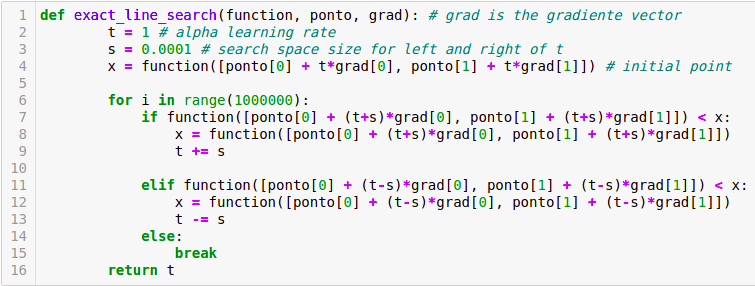 1 def exact_line_search(function, ponto, grad): # grad is the gradiente vector
2 t = 1 # alpha learning rate
3 s = 0.0001 # search space size for left and right of t
4 x = function([ponto[0] + t*grad[0], ponto[1] + t*grad[1]]) # initial point
5
6 for i in range(1000000):
7 if function([ponto[0] + (t+s)*grad[0], ponto[1] + (t+s)*grad[1]]) < x:
8 x = function([ponto[0] + (t+s)*grad[0], ponto[1] + (t+s)*grad[1]])
9 t += s
10
11 elif function([ponto[0] + (t-s)*grad[0], ponto[1] + (t-s)*grad[1]]) < x:
12 x = function([ponto[0] + (t-s)*grad[0], ponto[1] + (t-s)*grad[1]])
13 t -= s
14 else:
15 break
16 return t